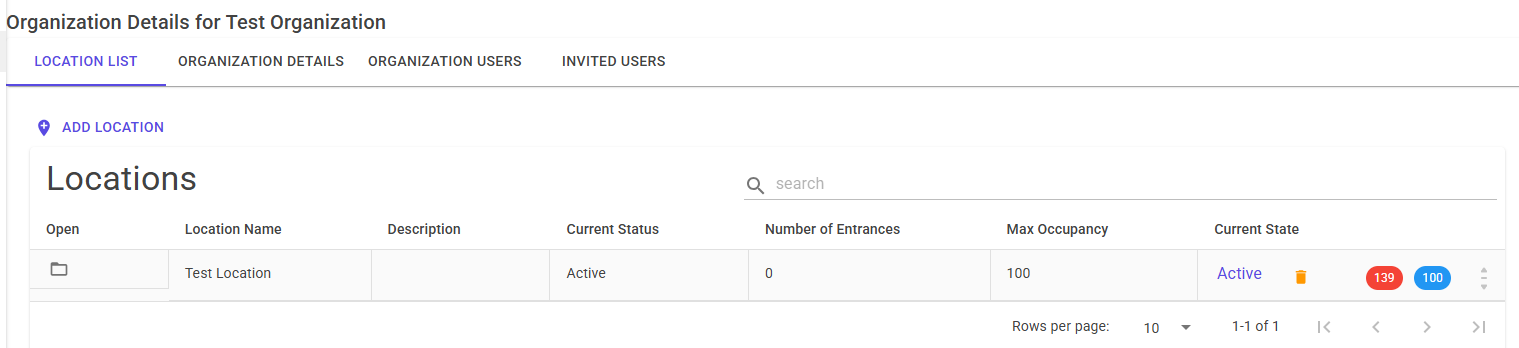 Organization Details for Test Organization
LOCATION LIST ORGANIZATION DETAILS ORGANIZATION USERS INVITED USERS
ADD LOCATION
Locations
search
Open Location Name Description Current Status Number of Entrances Max Occupancy Current State
Test Location Active 0 100 Active 139 100
Rows per page: 10 1-1 of 1